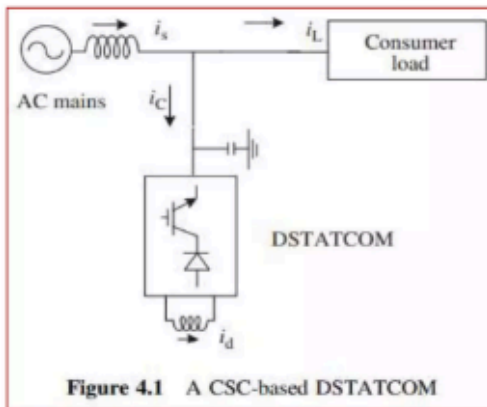 i_s
i_L
Consumer
load
AC mains
i_C
DSTATCOM
i_d
Figure 4.1 A CSC-based DSTATCOM